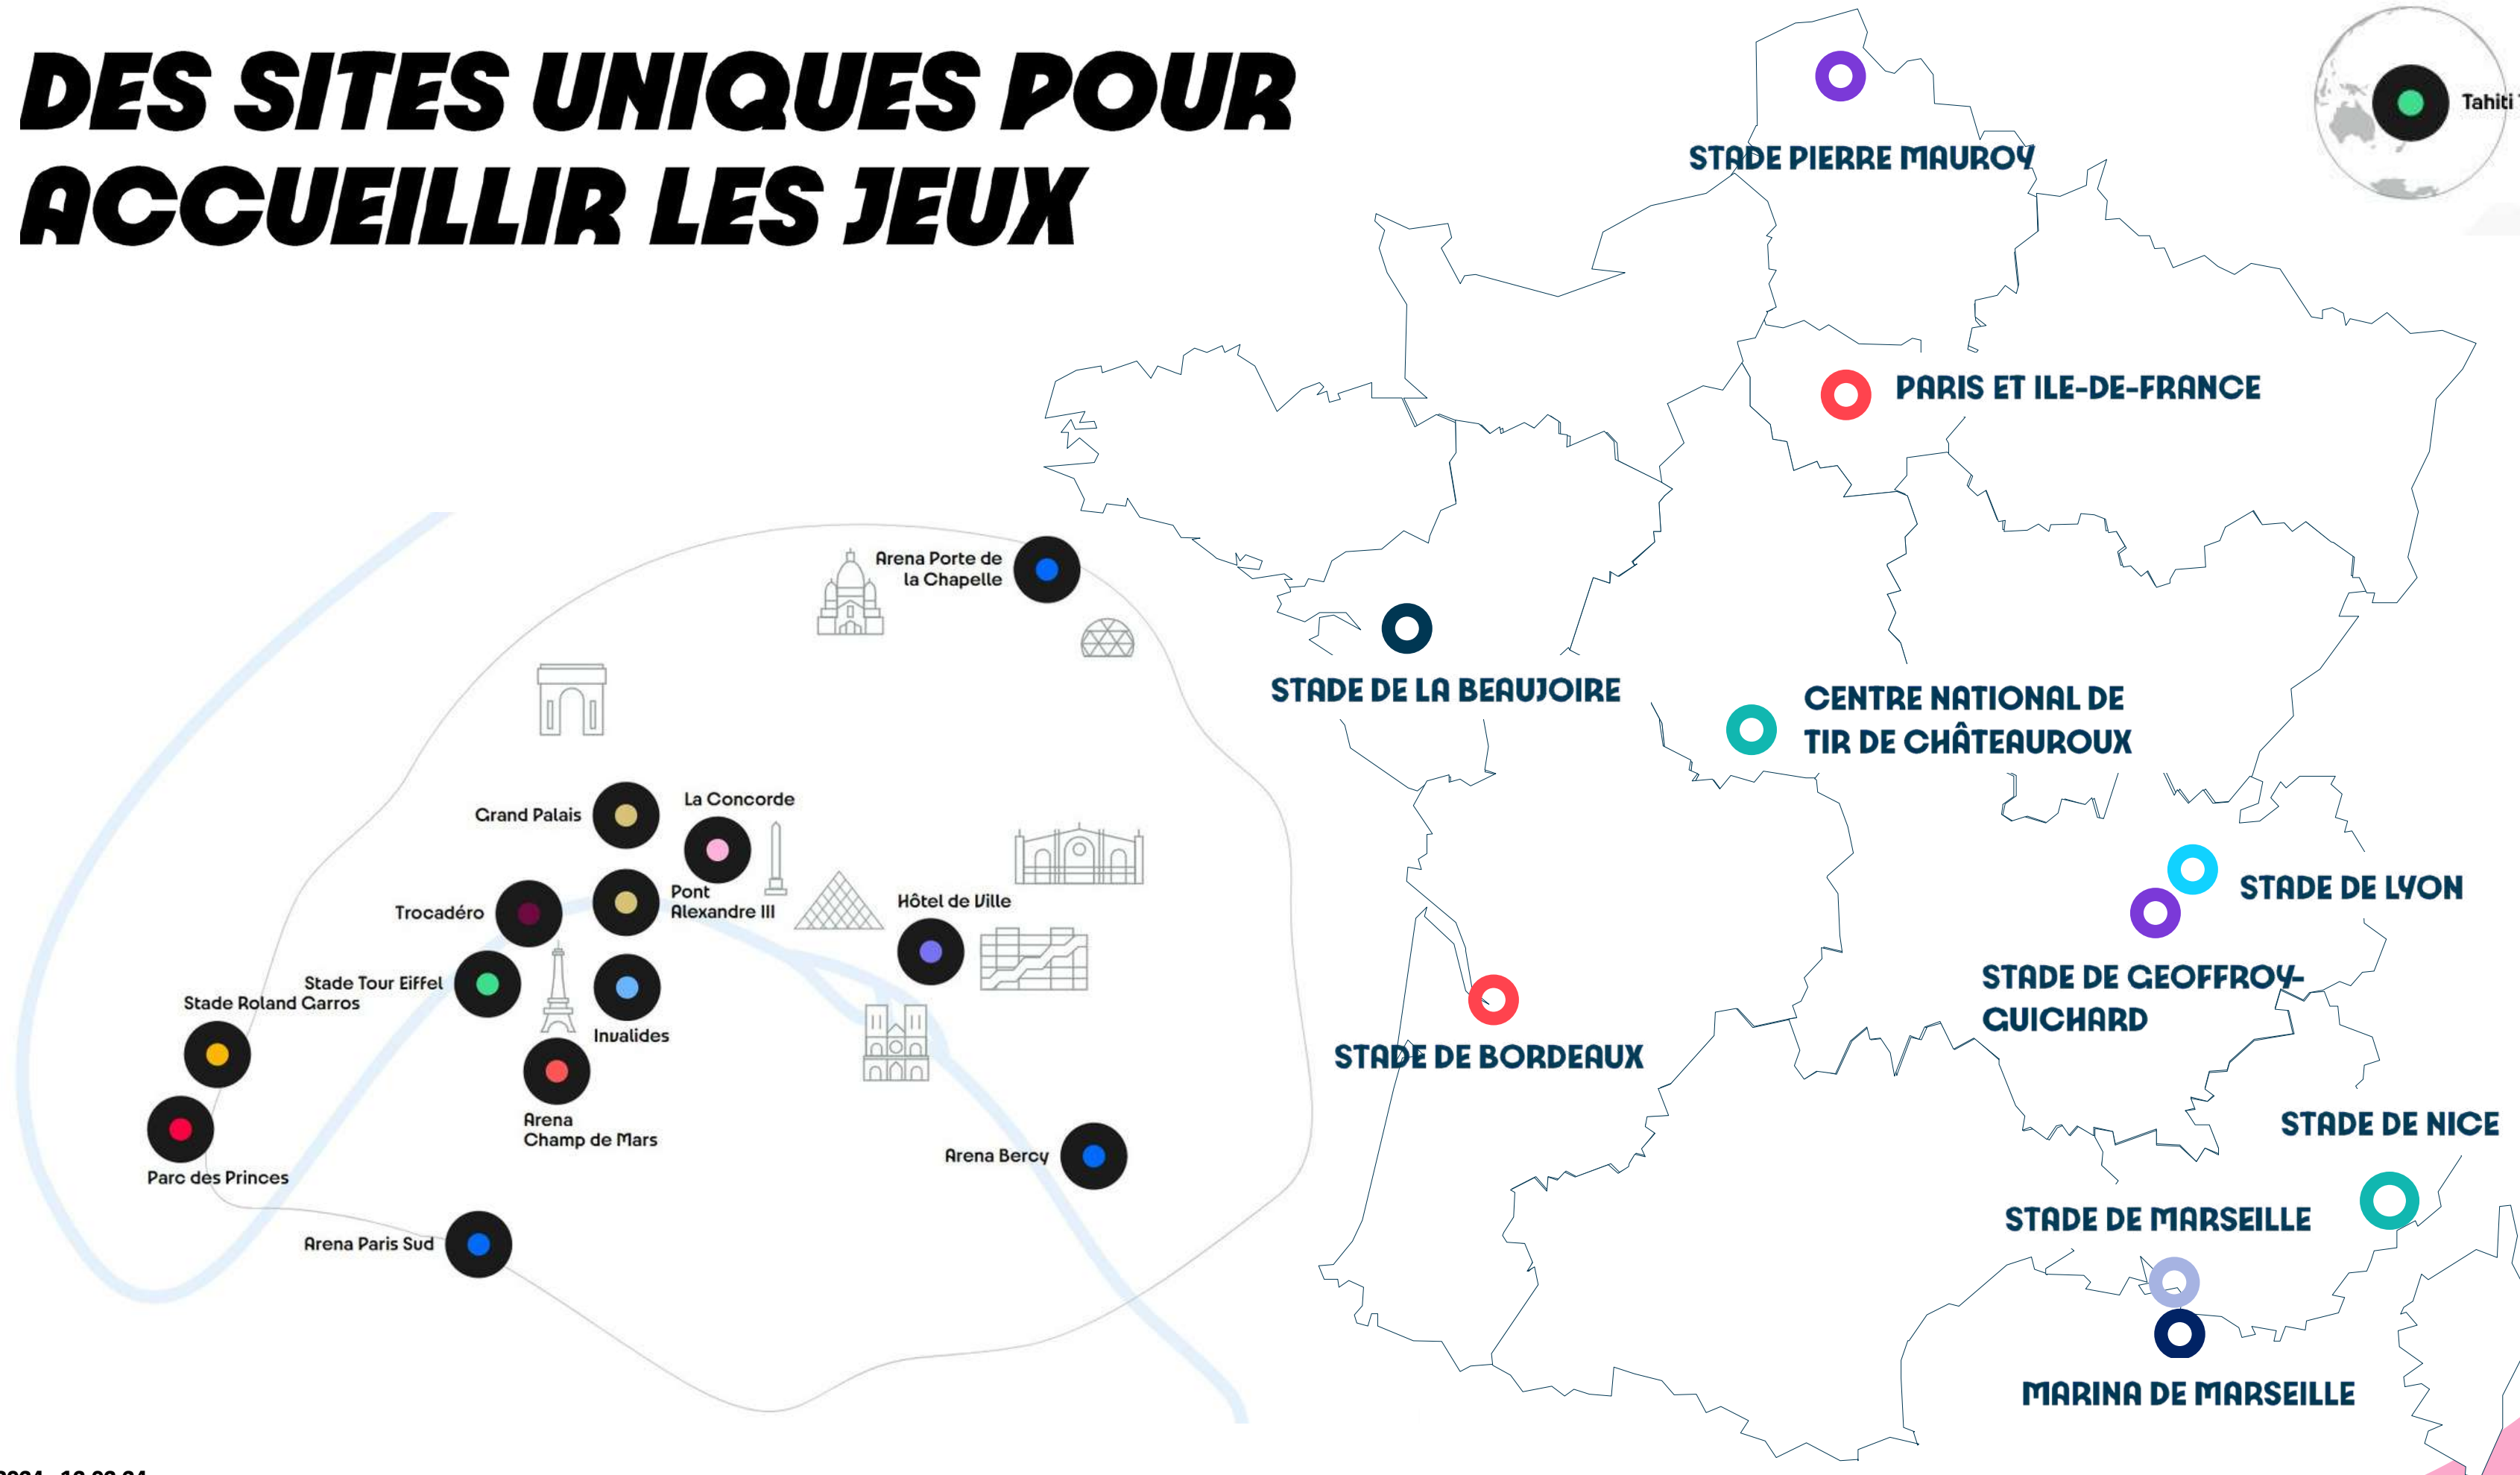 DES SITES UNIQUES POUR
ACCUEILLIR LES JEUX
Tahiti
STADE PIERRE MAUROY
PARIS ET ILE-DE-FRANCE
STADE DE LA BEAUJOIRE
CENTRE NATIONAL DE
TIR DE CHÂTEAUROUX
STADE DE LYON
STADE DE GEOFFROY-
GUICHARD
STADE DE BORDEAUX
STADE DE NICE
STADE DE MARSEILLE
MARINA DE MARSEILLE
Arena Porte de
la Chapelle
Grand Palais
La Concorde
Pont
Alexandre III
Trocadéro
Hôtel de Ville
Stade Tour Eiffel
Stade Roland Garros
Invalides
Arena
Champ de Mars
Parc des Princes
Arena Bercy
Arena Paris Sud